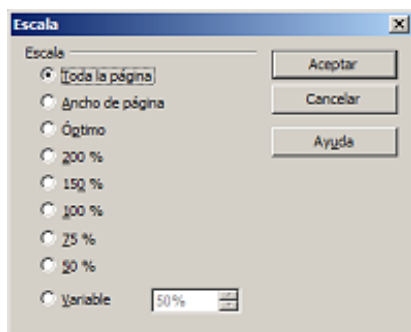 Escala
Escala
Toda la página
Ancho de página
Óptimo
200 %
150 %
100 %
75 %
50 %
Variable 50%
Aceptar
Cancelar
Ayuda